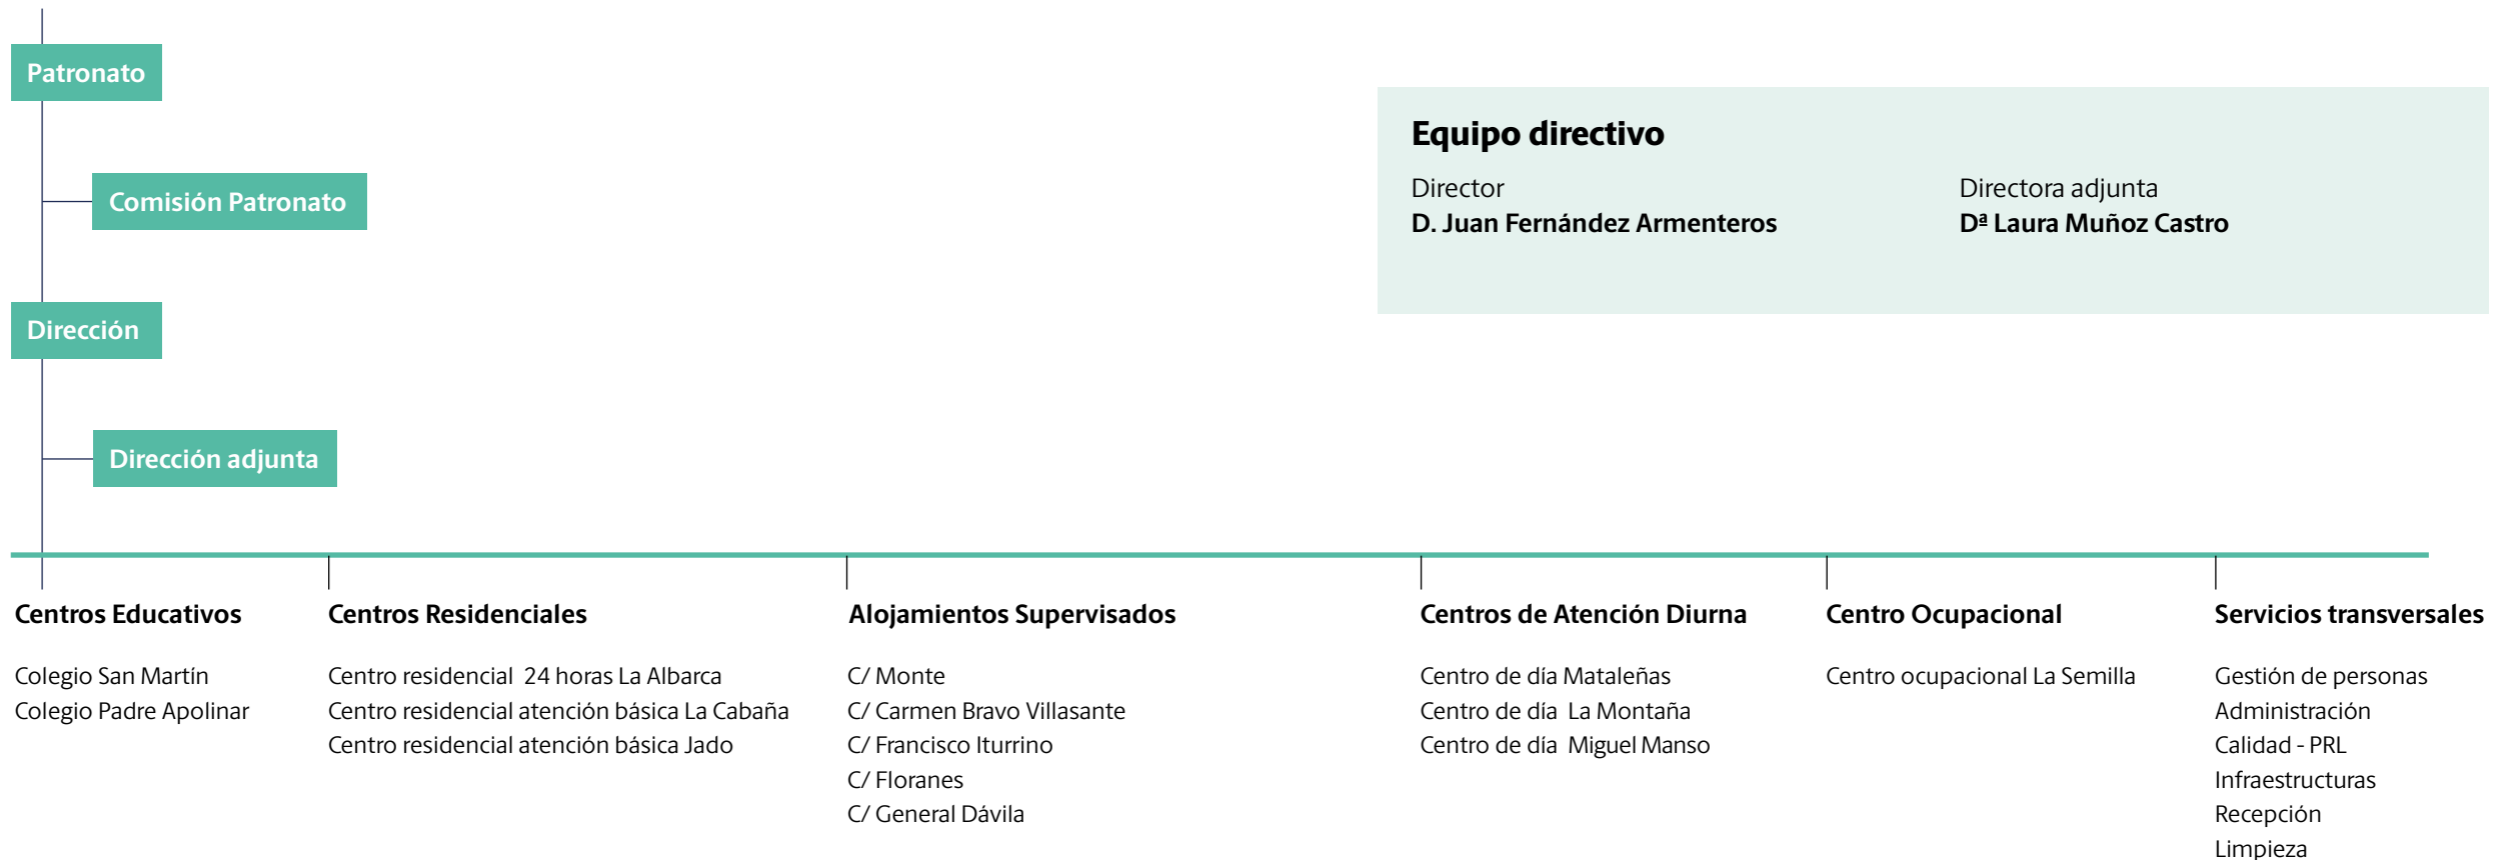 Patronato
Comisión Patronato
Dirección
Dirección adjunta
Equipo directivo
Director
D. Juan Fernández Armenteros
Directora adjunta
Dª Laura Muñoz Castro
Centros Educativos
Colegio San Martín
Colegio Padre Apolinar
Centros Residenciales
Centro residencial 24 horas La Albarca
Centro residencial atención básica La Cabaña
Centro residencial atención básica Jado
Alojamientos Supervisados
C/ Monte
C/ Carmen Bravo Villasante
C/ Francisco Iturrino
C/ Floranes
C/ General Dávila
Centros de Atención Diurna
Centro de día Mataleñas
Centro de día La Montaña
Centro de día Miguel Manso
Centro Ocupacional
Centro ocupacional La Semilla
Servicios transversales
Gestión de personas
Administración
Calidad - PRL
Infraestructuras
Recepción
Limpieza